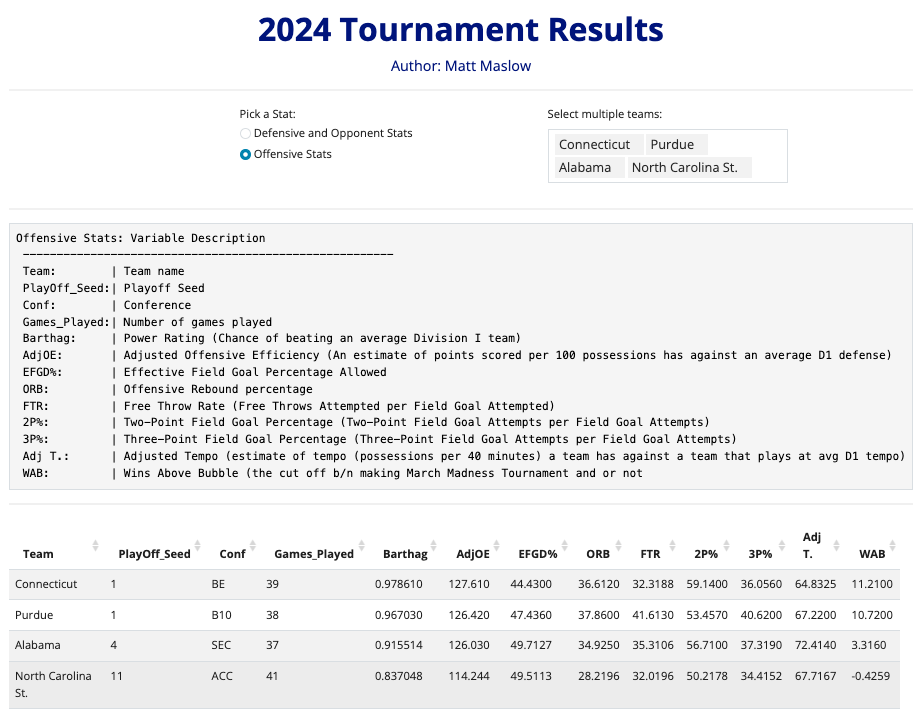 2024 Tournament Results
Author: Matt Maslow
Pick a Stat:
Defensive and Opponent Stats
Offensive Stats
Select multiple teams:
Connecticut Purdue
Alabama North Carolina St.
Offensive Stats: Variable Description
-------------------------------------------------------
Team: | Team name
PlayOff_Seed:| Playoff Seed
Conf: | Conference
Games_Played:| Number of games played
Barthag: | Power Rating (Chance of beating an average Division I team)
AdjOE: | Adjusted Offensive Efficiency (An estimate of points scored per 100 possessions has against an average D1 defense)
EFGD%: | Effective Field Goal Percentage Allowed
ORB: | Offensive Rebound percentage
FTR: | Free Throw Rate (Free Throws Attempted per Field Goal Attempted)
2P%: | Two-Point Field Goal Percentage (Two-Point Field Goal Attempts per Field Goal Attempts)
3P%: | Three-Point Field Goal Percentage (Three-Point Field Goal Attempts per Field Goal Attempts)
Adj T.: | Adjusted Tempo (estimate of tempo (possessions per 40 minutes) a team has against a team that plays at avg D1 tempo)
WAB: | Wins Above Bubble (the cut off b/n making March Madness Tournament and or not
Team PlayOff_Seed Conf Games_Played Barthag AdjOE EFGD% ORB FTR 2P% 3P% Adj T. WAB
Connecticut 1 BE 39 0.978610 127.610 44.4300 36.6120 32.3188 59.1400 36.0560 64.8325 11.2100
Purdue 1 B10 38 0.967030 126.420 47.4360 37.8600 41.6130 53.4570 40.6200 67.2200 10.7200
Alabama 4 SEC 37 0.915514 126.030 49.7127 34.9250 35.3106 56.7100 37.3190 72.4140 3.3160
North Carolina St. 11 ACC 41 0.837048 114.244 49.5113 28.2196 32.0196 50.2178 34.4152 67.7167 -0.4259